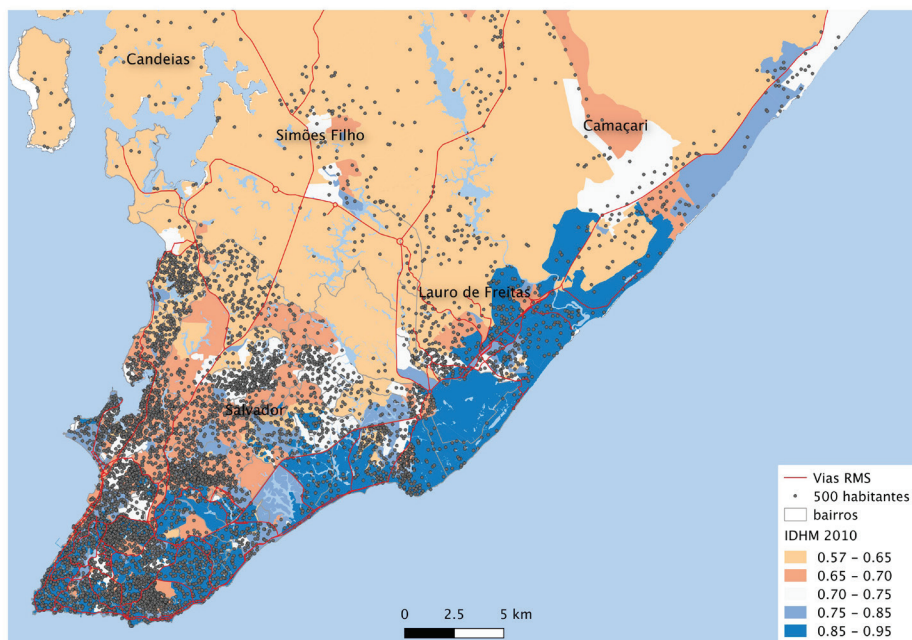 Candeias
Simões Filho
Camaçari
Lauro de Freitas
Salvador
Vias RMS
500 habitantes
bairros
IDHM 2010
0.57 – 0.65
0.65 – 0.70
0.70 – 0.75
0.75 – 0.85
0.85 – 0.95
0 2.5 5 km